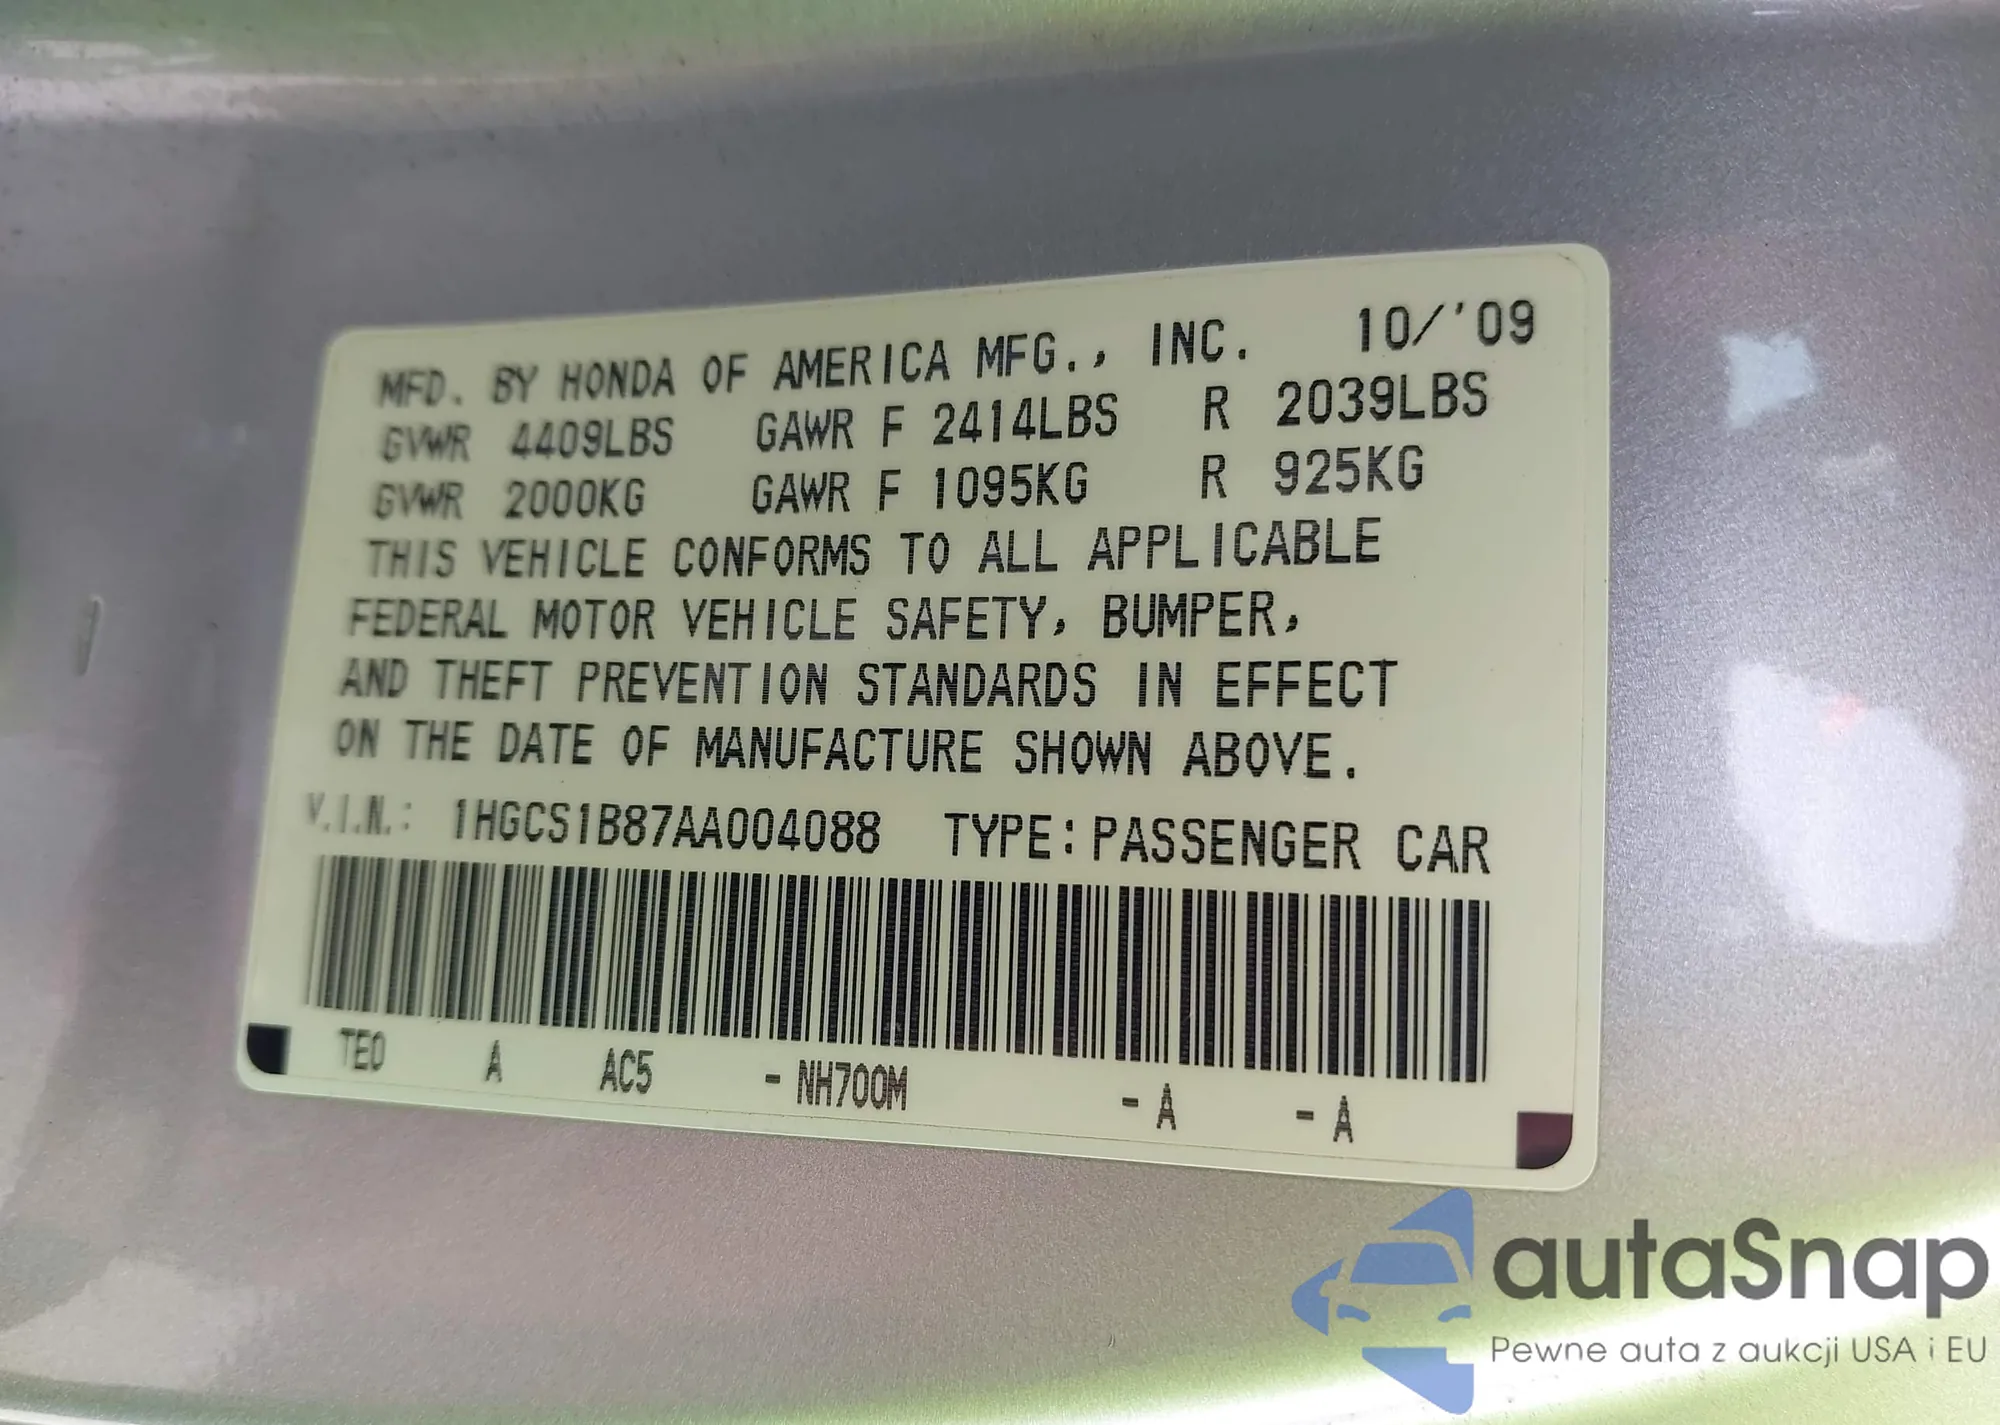 MFD. BY HONDA OF AMERICA MFG., INC. 10/'09
GVWR 4409LBS GAWR F 2414LBS R 2039LBS
GVWR 2000KG GAWR F 1095KG R 925KG
THIS VEHICLE CONFORMS TO ALL APPLICABLE
FEDERAL MOTOR VEHICLE SAFETY, BUMPER,
AND THEFT PREVENTION STANDARDS IN EFFECT
ON THE DATE OF MANUFACTURE SHOWN ABOVE.
V.I.N.: 1HGCS1B87AA004088 TYPE: PASSENGER CAR
TE0 A AC5 - NH700M - A - A
autaSnap
Pewne auta z aukcji USA i EU